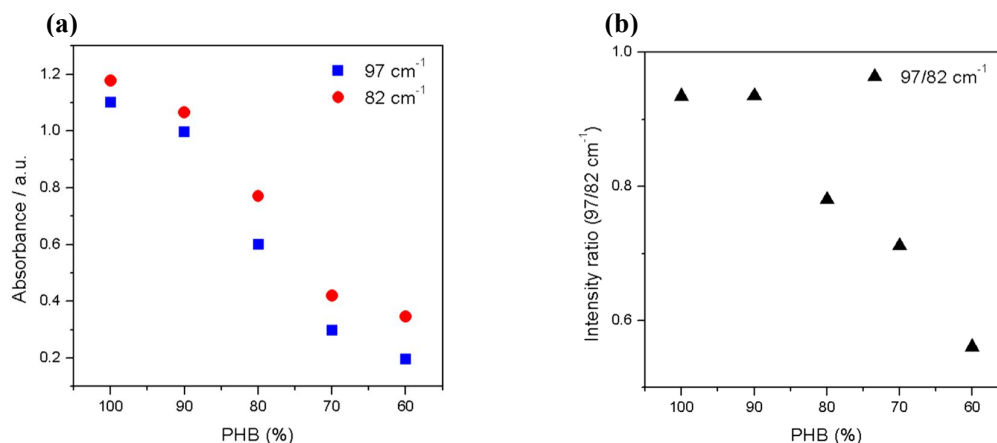 (a)
97 cm⁻¹
82 cm⁻¹
1.2
1.0
0.8
0.6
0.4
0.2
Absorbance / a.u.
100 90 80 70 60
PHB (%)
(b)
97/82 cm⁻¹
1.0
0.8
0.6
Intensity ratio (97/82 cm⁻¹)
100 90 80 70 60
PHB (%)